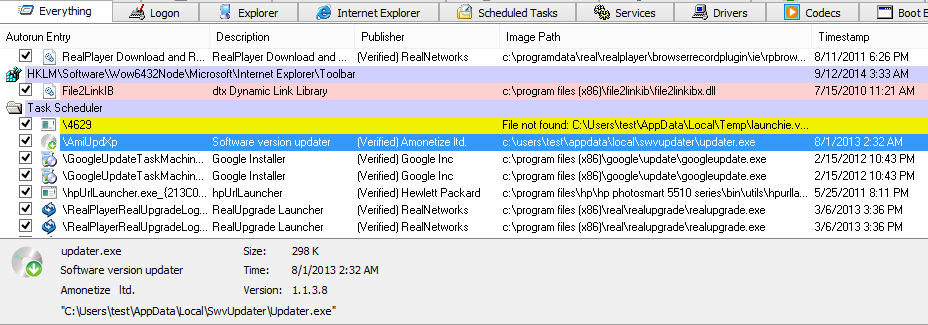 Everything Logon Explorer Internet Explorer Scheduled Tasks Services Drivers Codecs Boot E
Autorun Entry Description Publisher Image Path Timestamp
RealPlayer Download and R... RealPlayer Download and R... (Verified) RealNetworks c:\programdata\real\realplayer\browserrecordplugin\ie\rpbrow... 8/11/2011 6:26 PM
HKLM\Software\Wow6432Node\Microsoft\Internet Explorer\Toolbar 9/12/2014 3:33 AM
File2LinkIB dtx Dynamic Link Library c:\program files (x86)\file2linkib\file2linkibx.dll 7/15/2010 11:21 AM
Task Scheduler
\4629 File not found: C:\Users\test\AppData\Local\Temp\launchie.v...
\AmiUpdXp Software version updater (Verified) Amonetize ltd. c:\users\test\appdata\local\swvupdater\updater.exe 8/1/2013 2:32 AM
\GoogleUpdateTaskMachin... Google Installer (Verified) Google Inc c:\program files (x86)\google\update\googleupdate.exe 2/15/2012 10:43 PM
\GoogleUpdateTaskMachin... Google Installer (Verified) Google Inc c:\program files (x86)\google\update\googleupdate.exe 2/15/2012 10:43 PM
\hpUrlLauncher.exe_{213C0... hpUrlLauncher (Verified) Hewlett Packard c:\program files\hp\hp photosmart 5510 series\bin\utils\hpurlla... 5/25/2011 8:11 PM
\RealPlayerRealUpgradeLog... RealUpgrade Launcher (Verified) RealNetworks c:\program files (x86)\real\realupgrade\realupgrade.exe 3/6/2013 3:36 PM
\RealPlayerRealUpgradeLog... RealUpgrade Launcher (Verified) RealNetworks c:\program files (x86)\real\realupgrade\realupgrade.exe 3/6/2013 3:36 PM
updater.exe Size: 298 K
Software version updater Time: 8/1/2013 2:32 AM
Amonetize ltd. Version: 1.1.3.8
"C:\Users\test\AppData\Local\SwvUpdater\Updater.exe"